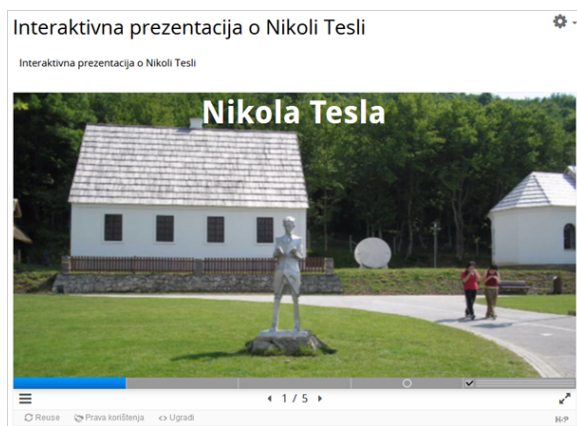 Interaktivna prezentacija o Nikoli Tesli
Interaktivna prezentacija o Nikoli Tesli
Nikola Tesla
1 / 5
Reuse Prava korištenja <> Ugradi H5P